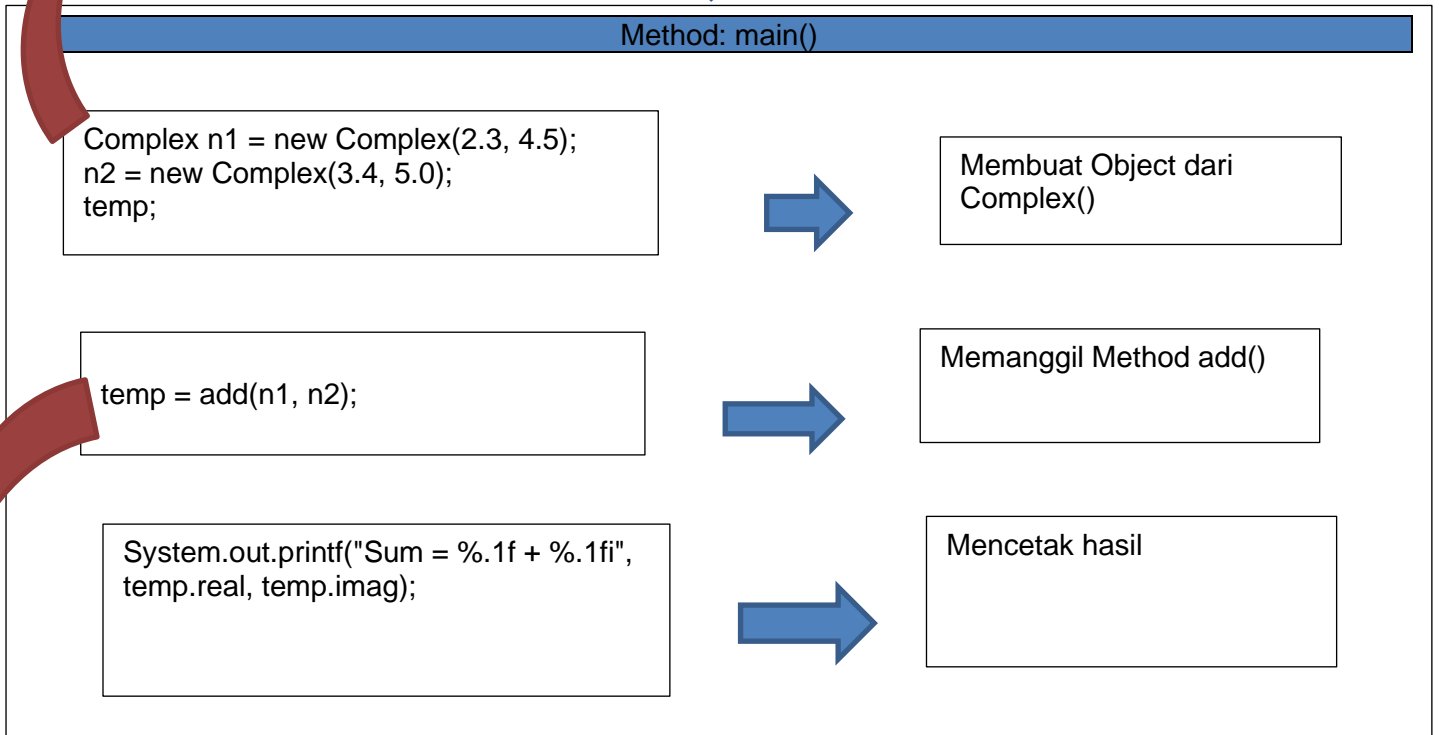 Method: main()
Complex n1 = new Complex(2.3, 4.5);
n2 = new Complex(3.4, 5.0);
temp;
Membuat Object dari
Complex()
temp = add(n1, n2);
Memanggil Method add()
System.out.printf("Sum = %.1f + %.1fi",
temp.real, temp.imag);
Mencetak hasil